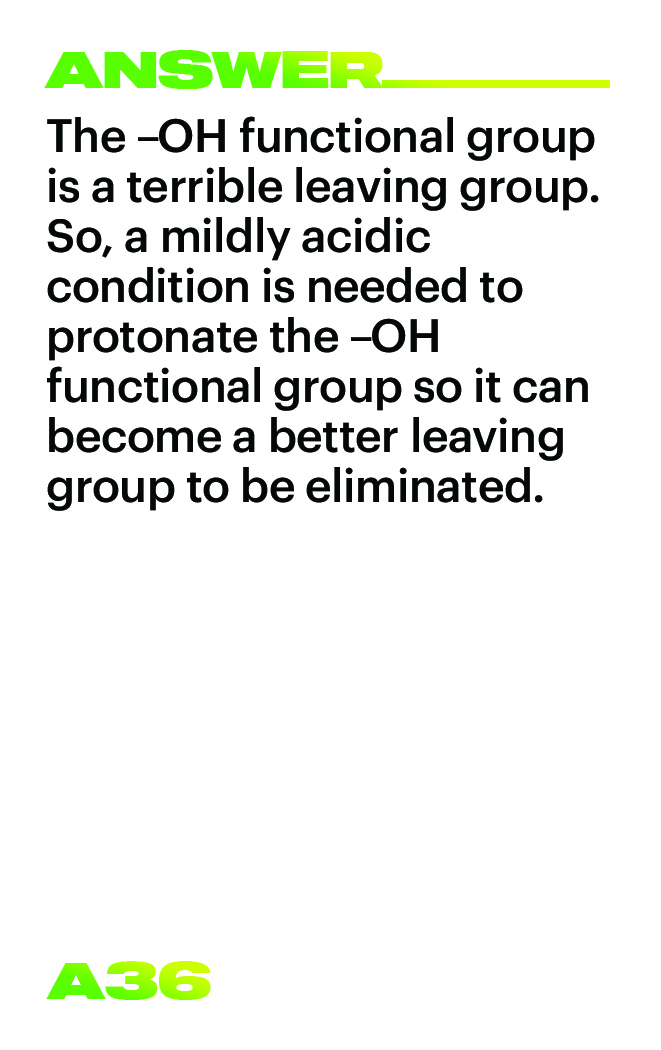 ANSWER
The –OH functional group
is a terrible leaving group.
So, a mildly acidic
condition is needed to
protonate the –OH
functional group so it can
become a better leaving
group to be eliminated.
A36